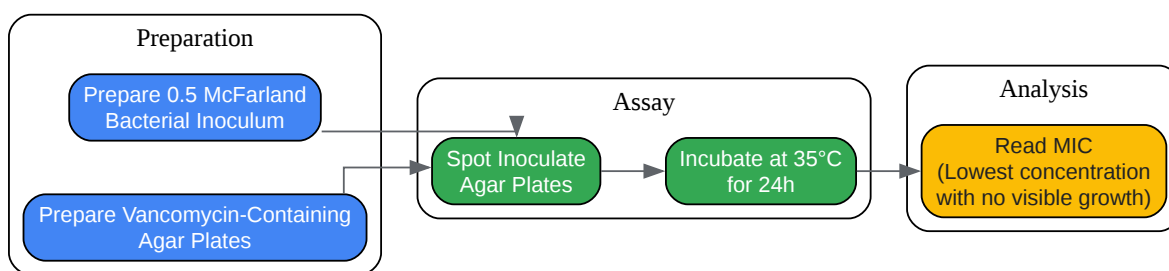 Preparation
Prepare 0.5 McFarland
Bacterial Inoculum
Prepare Vancomycin-Containing
Agar Plates
Assay
Spot Inoculate
Agar Plates
Incubate at 35°C
for 24h
Analysis
Read MIC
(Lowest concentration
with no visible growth)